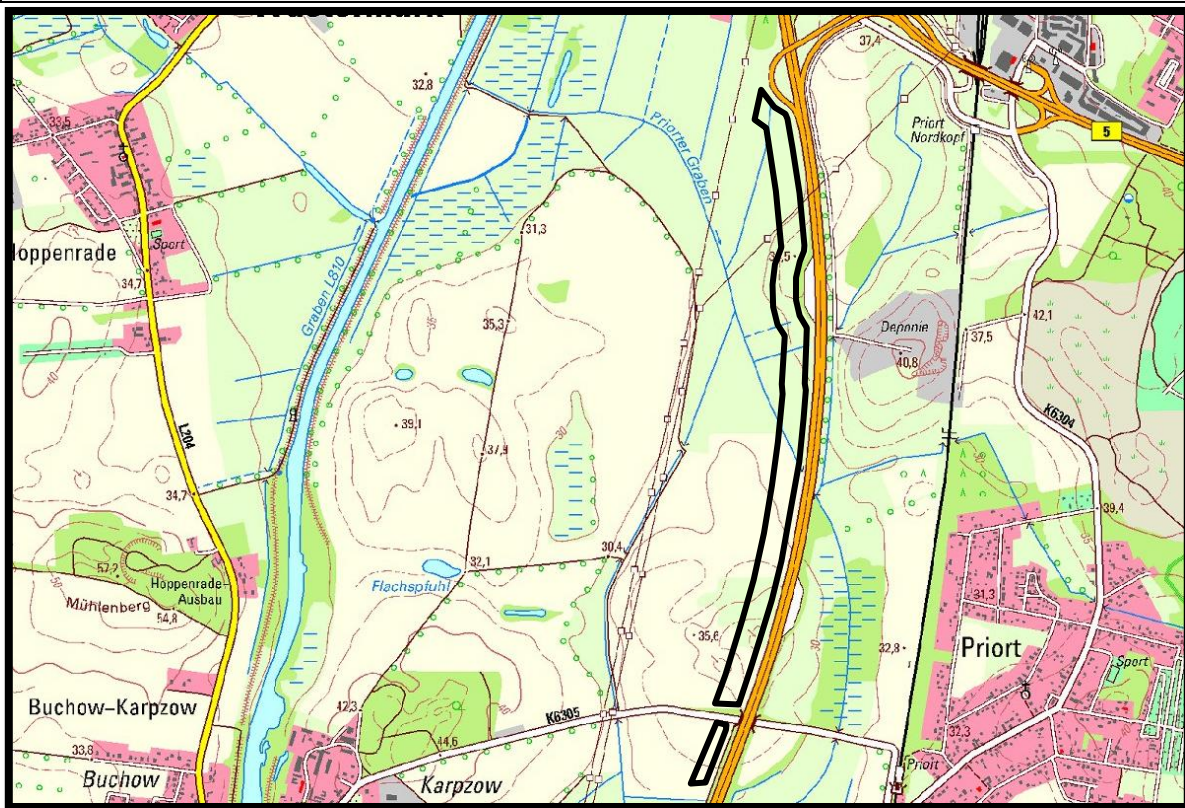 32,8
33,5
Sport
Hoppenrade
34,7
Graben L810
L204
34,7
57,2
Mühlenberg
54,8
Hoppenrade-
Ausbau
Buchow-Karpzow
33,8
Buchow
42,3
44,6
Karpzow
K6305
31,3
35,3
39,1
37,9
32,1
Flachspfuhl
30,4
35,6
Priorter Graben
37,4
Priort
Nordkopf
5
Deponie
40,8
37,5
42,1
K6304
39,4
31,3
Priort
32,8
Sport
32,3
Priort
30
40
50